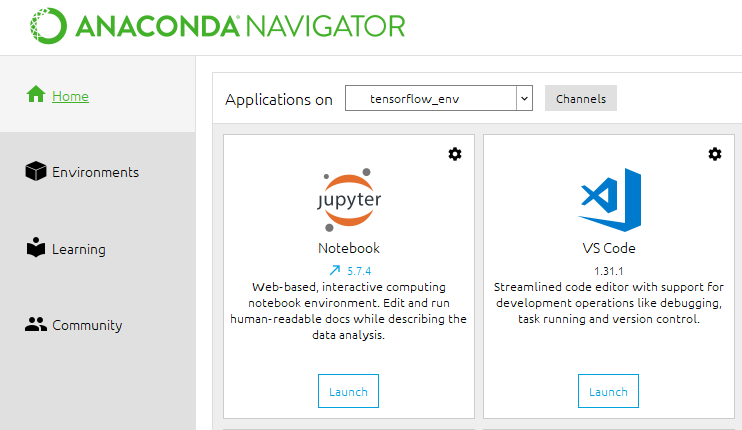 ANACONDA NAVIGATOR
Home
Environments
Learning
Community
Applications on tensorflow_env Channels
jupyter
Notebook
5.7.4
Web-based, interactive computing
notebook environment. Edit and run
human-readable docs while describing the
data analysis.
Launch
VS Code
1.31.1
Streamlined code editor with support for
development operations like debugging,
task running and version control.
Launch